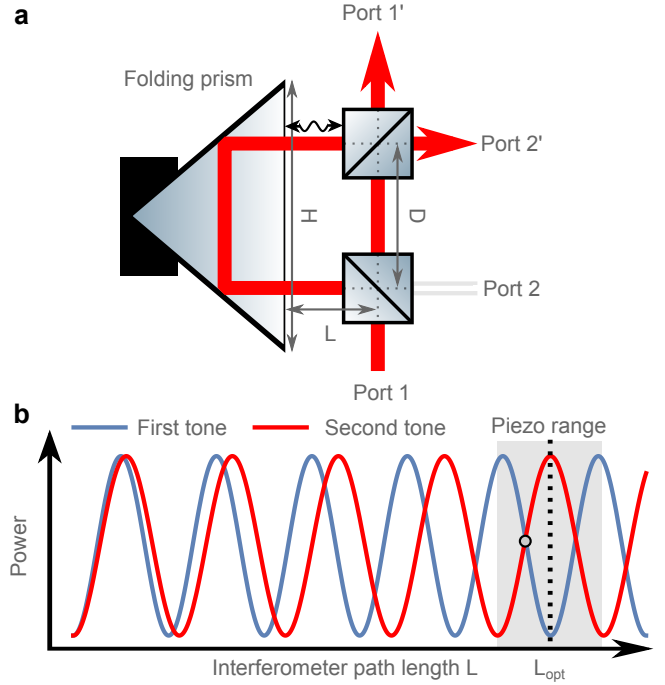 a
Port 1'
Folding prism
Port 2'
H
D
Port 2
L
Port 1
b
First tone
Second tone
Piezo range
Power
Interferometer path length L
L_opt